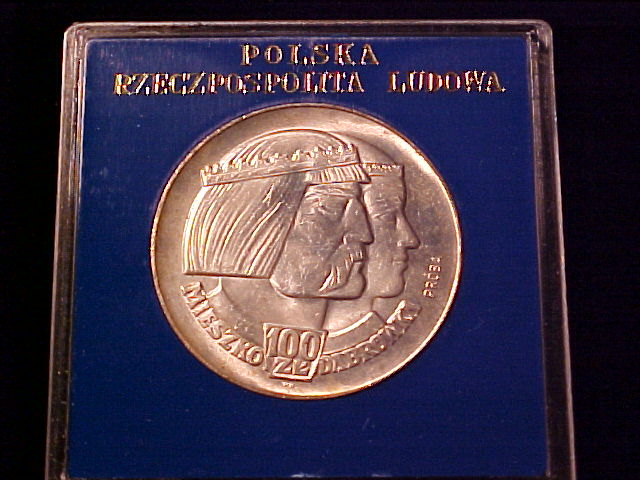 POLSKA
RZECZPOSPOLITA LUDOWA
PRÓBA
MIESZKO 100 ZŁ DĄBRÓWKA